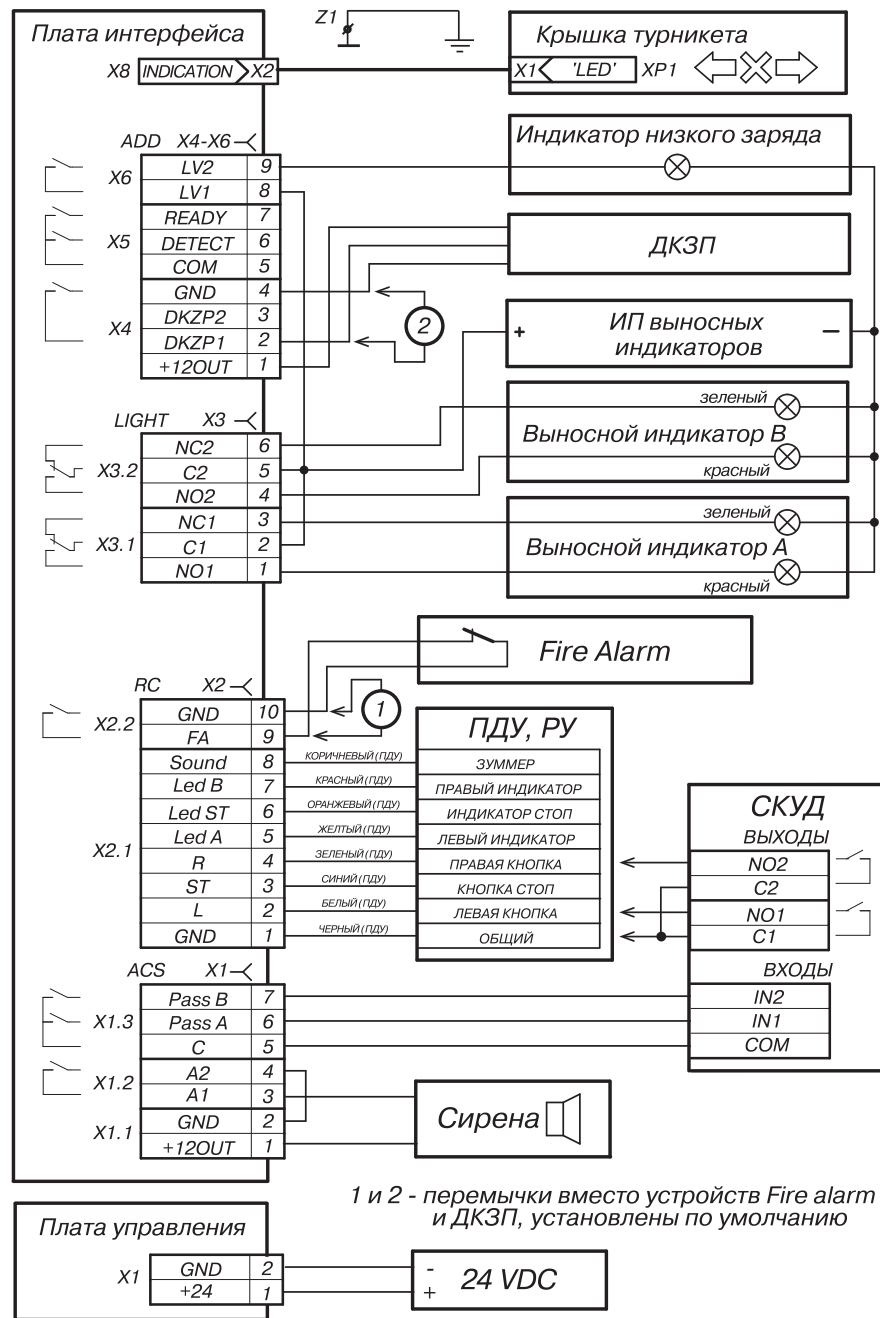 Z1
Плата интерфейса
X8 INDICATION X2
Крышка турникета
X1 'LED' XP1
ADD X4-X6
X6
LV2 9
LV1 8
X5
READY 7
DETECT 6
COM 5
X4
GND 4
DKZP2 3
DKZP1 2
+12OUT 1
Индикатор низкого заряда
ДКЗП
2
+ ИП выносных −
индикаторов
LIGHT X3
X3.2
NC2 6
C2 5
NO2 4
X3.1
NC1 3
C1 2
NO1 1
зеленый
Выносной индикатор В
красный
зеленый
Выносной индикатор А
красный
Fire Alarm
RC X2
X2.2
GND 10
FA 9
1
X2.1
Sound 8 КОРИЧНЕВЫЙ (ПДУ)
Led B 7 КРАСНЫЙ (ПДУ)
Led ST 6 ОРАНЖЕВЫЙ (ПДУ)
Led A 5 ЖЕЛТЫЙ (ПДУ)
R 4 ЗЕЛЕНЫЙ (ПДУ)
ST 3 СИНИЙ (ПДУ)
L 2 БЕЛЫЙ (ПДУ)
GND 1 ЧЕРНЫЙ (ПДУ)
ПДУ, РУ
ЗУММЕР
ПРАВЫЙ ИНДИКАТОР
ИНДИКАТОР СТОП
ЛЕВЫЙ ИНДИКАТОР
ПРАВАЯ КНОПКА
КНОПКА СТОП
ЛЕВАЯ КНОПКА
ОБЩИЙ
СКУД
ВЫХОДЫ
NO2
C2
NO1
C1
ВХОДЫ
IN2
IN1
COM
ACS X1
X1.3
Pass B 7
Pass A 6
C 5
X1.2
A2 4
A1 3
X1.1
GND 2
+12OUT 1
Сирена
1 и 2 - перемычки вместо устройств Fire alarm
и ДКЗП, установлены по умолчанию
Плата управления
X1
GND 2
+24 1
-
+
24 VDC